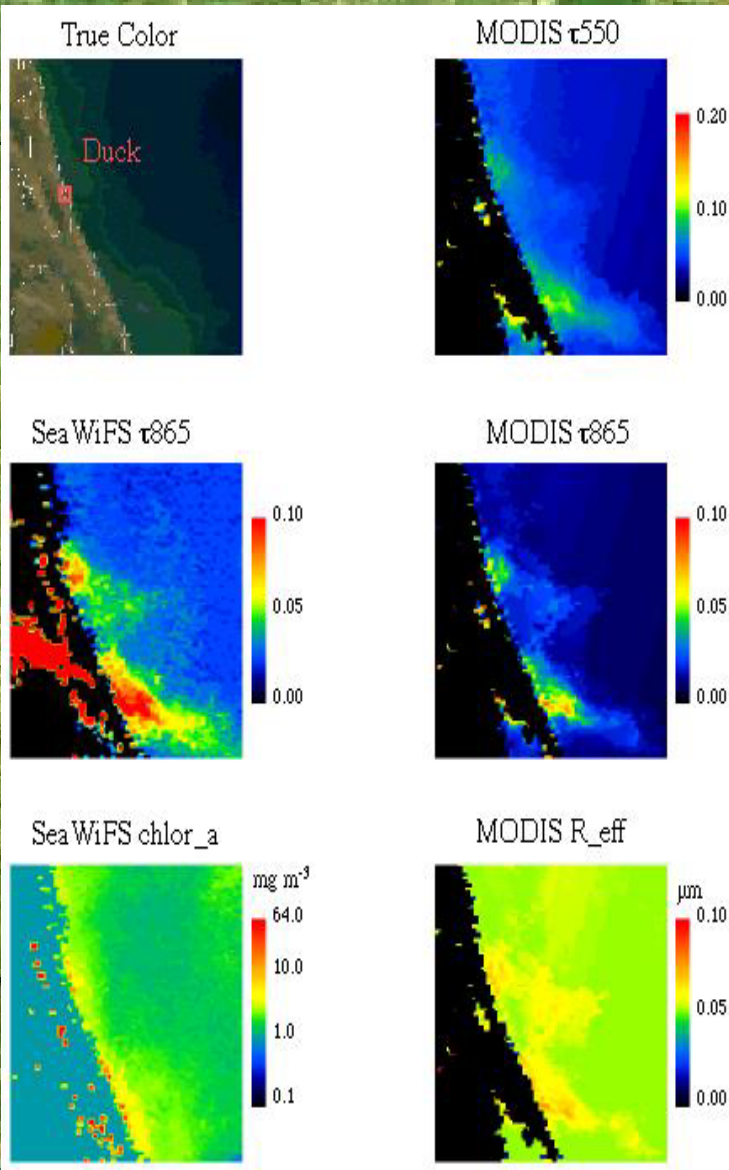 True Color
Duck
MODIS τ550
0.20
0.10
0.00
SeaWiFS τ865
0.10
0.05
0.00
MODIS τ865
0.10
0.05
0.00
SeaWiFS chlor_a
mg m⁻³
64.0
10.0
1.0
0.1
MODIS R_eff
μm
0.10
0.05
0.00